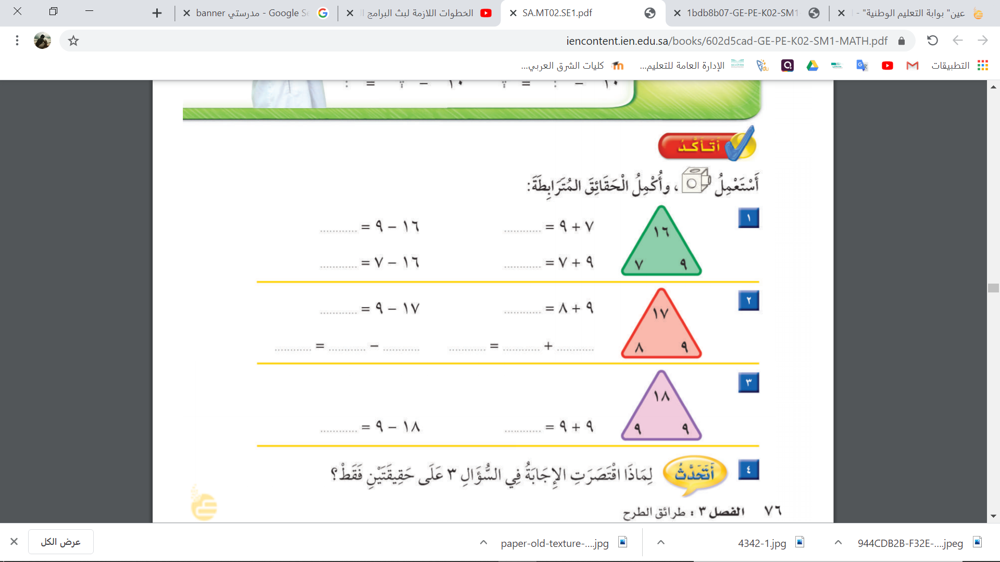 عين" بوابة التعليم الوطنية" -
1bdb8b07-GE-PE-K02-SM1
SA.MT02.SE1.pdf
الخطوات اللازمة لبث البرامج ا
banner مدرستي - Google Se
iencontent.ien.edu.sa/books/602d5cad-GE-PE-K02-SM1-MATH.pdf
التطبيقات
الإدارة العامة للتعليم...
كليات الشرق العربي...
أَتَأَكَّدُ
أَسْتَعْمِلُ ، وأُكْمِلُ الْحَقَائِقَ المُتَرَابِطَةَ:
١
١٦
٧ ٩
٧ + ٩ = ...........
١٦ – ٩ = ...........
٩ + ٧ = ...........
١٦ – ٧ = ...........
٢
١٧
٨ ٩
٩ + ٨ = ...........
١٧ – ٩ = ...........
........... + ........... = ...........
........... – ........... = ...........
٣
١٨
٩ ٩
٩ + ٩ = ...........
١٨ – ٩ = ...........
٤ أَتَحَدَّثُ لِمَاذَا اقْتَصَرَتِ الإِجَابَةُ فِي السُّؤَالِ ٣ عَلَى حَقِيقَتَيْنِ فَقَطْ؟
٧٦ الفصل ٣ : طرائق الطرح
944CDB2B-F32E-....jpeg
4342-1.jpg
paper-old-texture-....jpg
عرض الكل